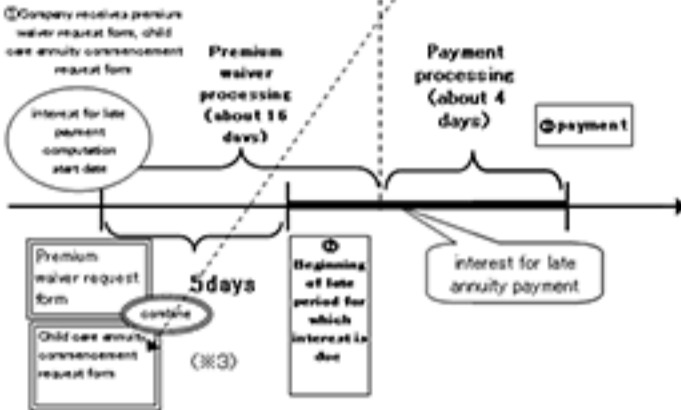 ①Company receives premium
waiver request form, child
care annuity commencement
request form
Premium
waiver
processing
(about 16
days)
Payment
processing
(about 4
days)
interest for late
payment
computation
start date
payment
Premium
waiver request
form
5days
combine
Child care annuity
commencement
request form
(※3)
Beginning
of late
period for
which
interest is
due
interest for late
annuity payment